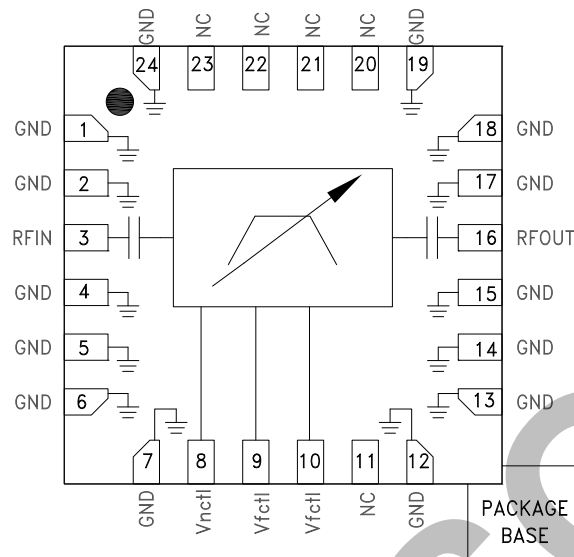 GND NC NC NC NC GND
24 23 22 21 20 19
GND 1 18 GND
GND 2 17 GND
RFIN 3 16 RFOUT
GND 4 15 GND
GND 5 14 GND
GND 6 13 GND
7 8 9 10 11 12
GND Vnctl Vfctl Vfctl NC GND
PACKAGE
BASE